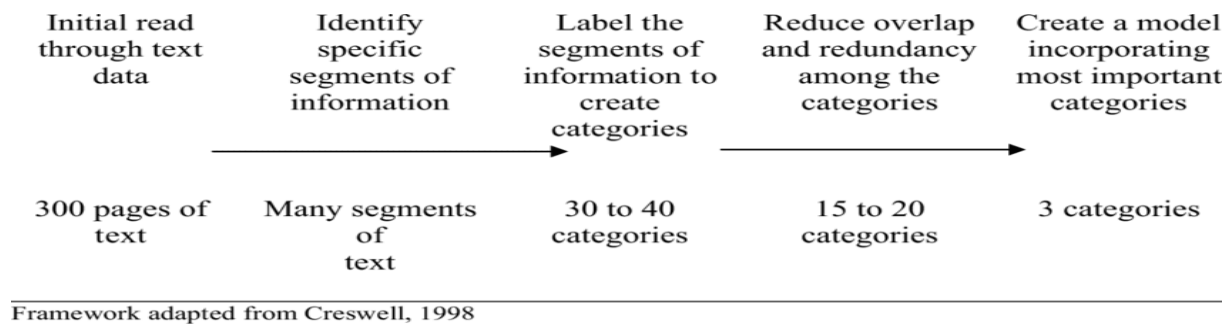 Initial read
through text
data
Identify
specific
segments of
information
Label the
segments of
information to
create
categories
Reduce overlap
and redundancy
among the
categories
Create a model
incorporating
most important
categories
300 pages of
text
Many segments
of
text
30 to 40
categories
15 to 20
categories
3 categories
Framework adapted from Creswell, 1998